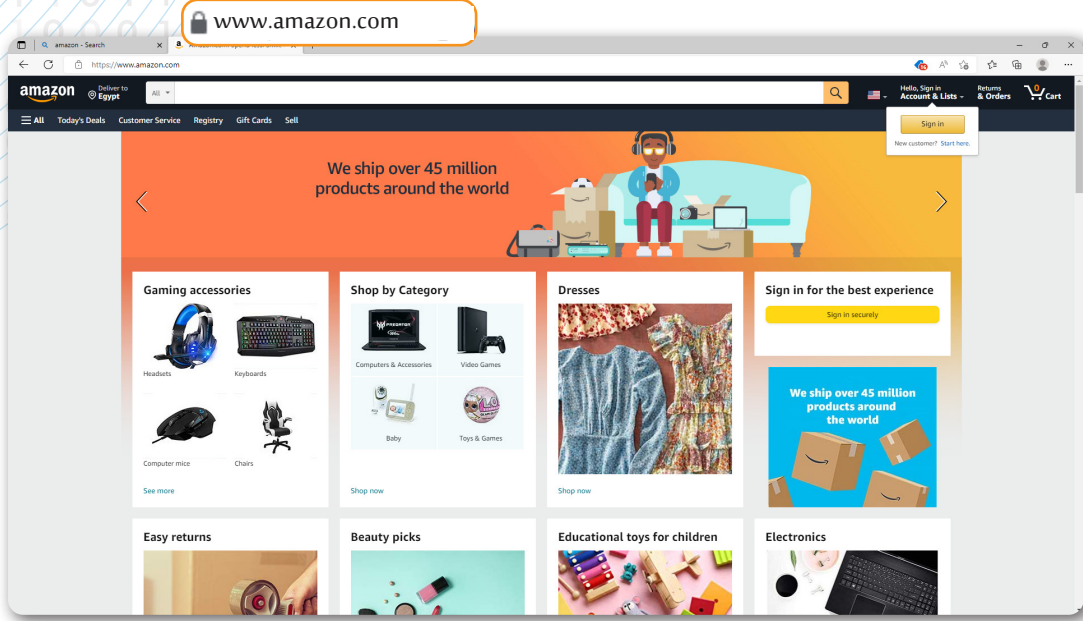 www.amazon.com
amazon - Search
https://www.amazon.com
amazon
Deliver to
Egypt
All
Hello, Sign in
Account & Lists
Returns
& Orders
0
Cart
All Today's Deals Customer Service Registry Gift Cards Sell
Sign in
New customer? Start here.
We ship over 45 million
products around the world
Gaming accessories
Headsets
Keyboards
Computer mice
Chairs
See more
Shop by Category
PREDATOR
Computers & Accessories
Video Games
Baby
Toys & Games
Shop now
Dresses
Shop now
Sign in for the best experience
Sign in securely
We ship over 45 million
products around
the world
Easy returns
Beauty picks
Educational toys for children
Electronics